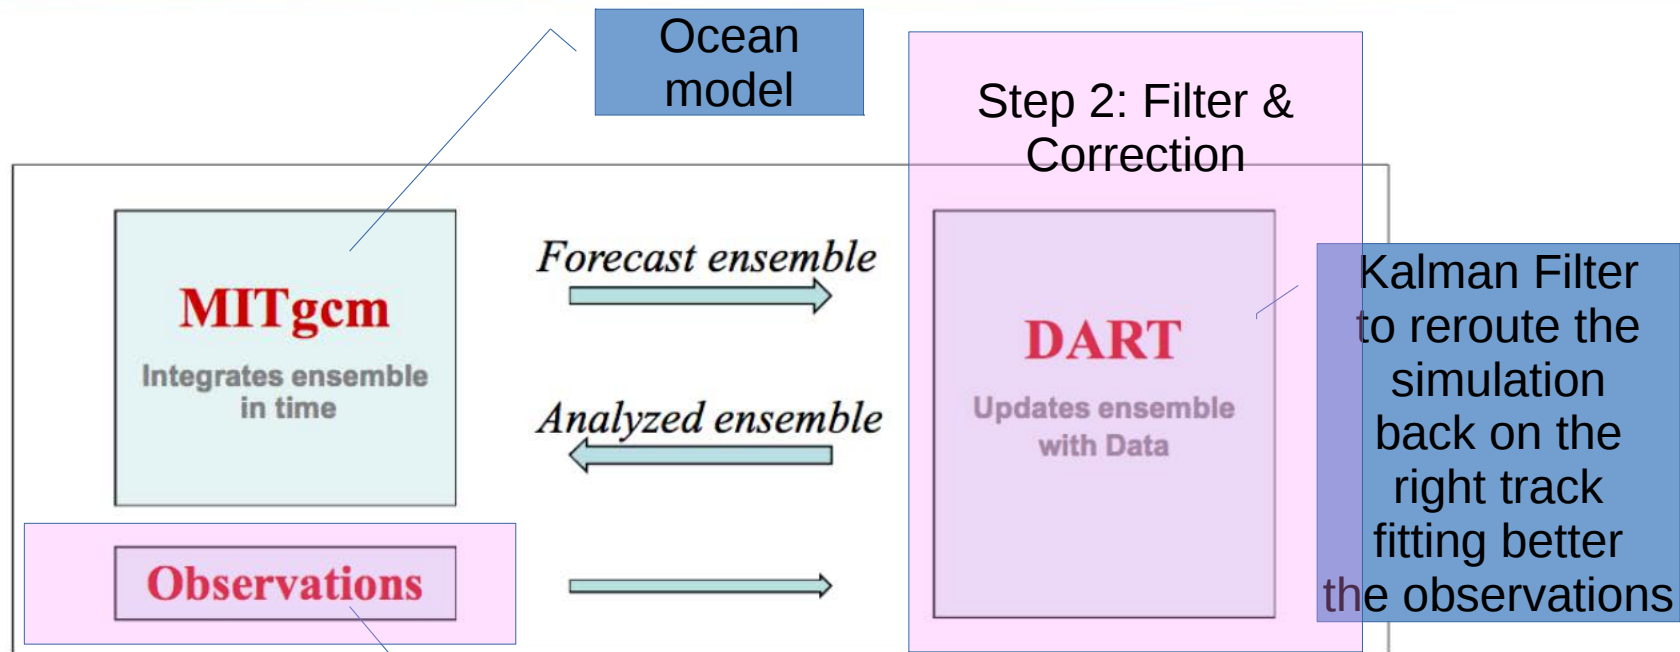 Ocean
model
Step 2: Filter &
Correction
MITgcm
Integrates ensemble
in time
Forecast ensemble
Analyzed ensemble
DART
Updates ensemble
with Data
Kalman Filter
to reroute the
simulation
back on the
right track
fitting better
the observations
Observations